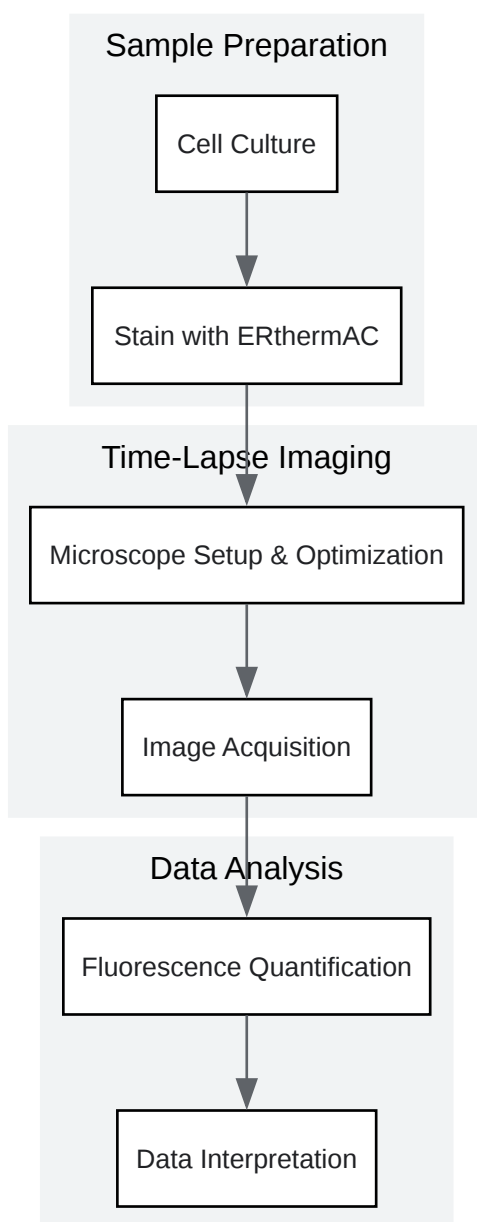 Sample Preparation
Cell Culture
Stain with ERthermAC
Time-Lapse Imaging
Microscope Setup & Optimization
Image Acquisition
Data Analysis
Fluorescence Quantification
Data Interpretation